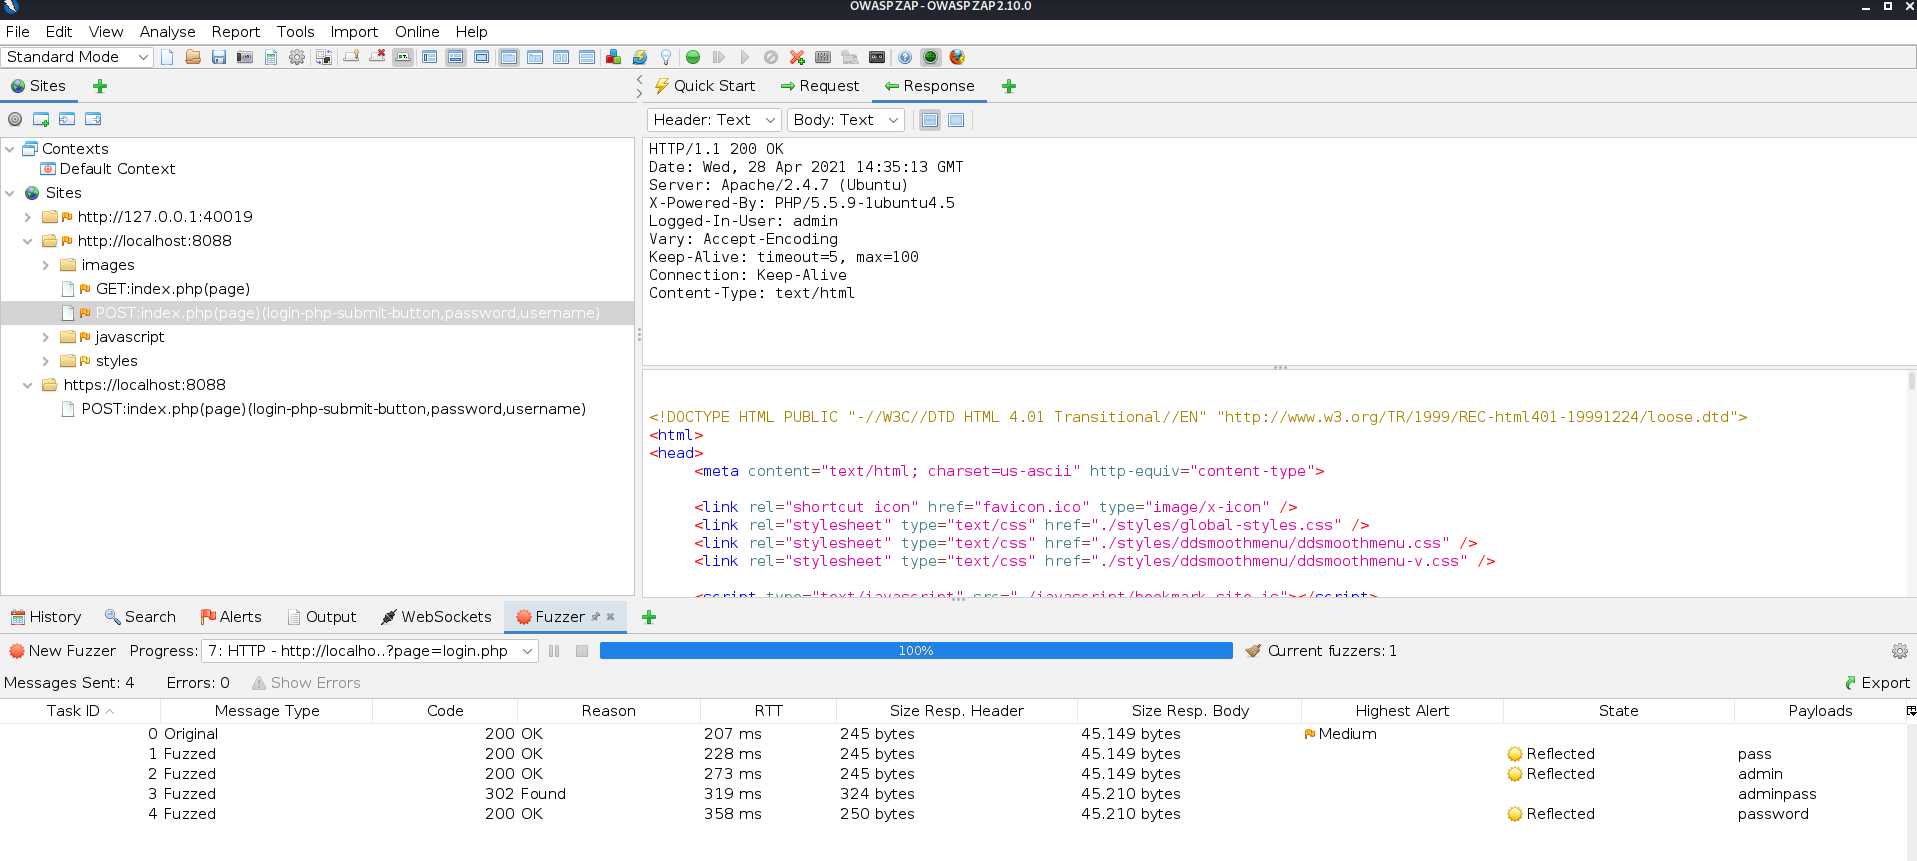 OWASP ZAP - OWASP ZAP 2.10.0
File Edit View Analyse Report Tools Import Online Help
Standard Mode
Sites
Quick Start Request Response
Header: Text Body: Text
Contexts
Default Context
Sites
http://127.0.0.1:40019
http://localhost:8088
images
GET:index.php(page)
POST:index.php(page)(login-php-submit-button,password,username)
javascript
styles
https://localhost:8088
POST:index.php(page)(login-php-submit-button,password,username)
HTTP/1.1 200 OK
Date: Wed, 28 Apr 2021 14:35:13 GMT
Server: Apache/2.4.7 (Ubuntu)
X-Powered-By: PHP/5.5.9-1ubuntu4.5
Logged-In-User: admin
Vary: Accept-Encoding
Keep-Alive: timeout=5, max=100
Connection: Keep-Alive
Content-Type: text/html
<!DOCTYPE HTML PUBLIC "-//W3C//DTD HTML 4.01 Transitional//EN" "http://www.w3.org/TR/1999/REC-html401-19991224/loose.dtd">
<html>
<head>
<meta content="text/html; charset=us-ascii" http-equiv="content-type">
<link rel="shortcut icon" href="favicon.ico" type="image/x-icon" />
<link rel="stylesheet" type="text/css" href="./styles/global-styles.css" />
<link rel="stylesheet" type="text/css" href="./styles/ddsmoothmenu/ddsmoothmenu.css" />
<link rel="stylesheet" type="text/css" href="./styles/ddsmoothmenu/ddsmoothmenu-v.css" />
<script type="text/javascript" src="./javascript/bookmark-site.js"></script>
History Search Alerts Output WebSockets Fuzzer
New Fuzzer Progress: 7: HTTP - http://localho..?page=login.php 100% Current fuzzers: 1
Messages Sent: 4 Errors: 0 Show Errors Export
Task ID Message Type Code Reason RTT Size Resp. Header Size Resp. Body Highest Alert State Payloads
0 Original 200 OK 207 ms 245 bytes 45.149 bytes Medium
1 Fuzzed 200 OK 228 ms 245 bytes 45.149 bytes Reflected pass
2 Fuzzed 200 OK 273 ms 245 bytes 45.149 bytes Reflected admin
3 Fuzzed 302 Found 319 ms 324 bytes 45.210 bytes adminpass
4 Fuzzed 200 OK 358 ms 250 bytes 45.210 bytes Reflected password